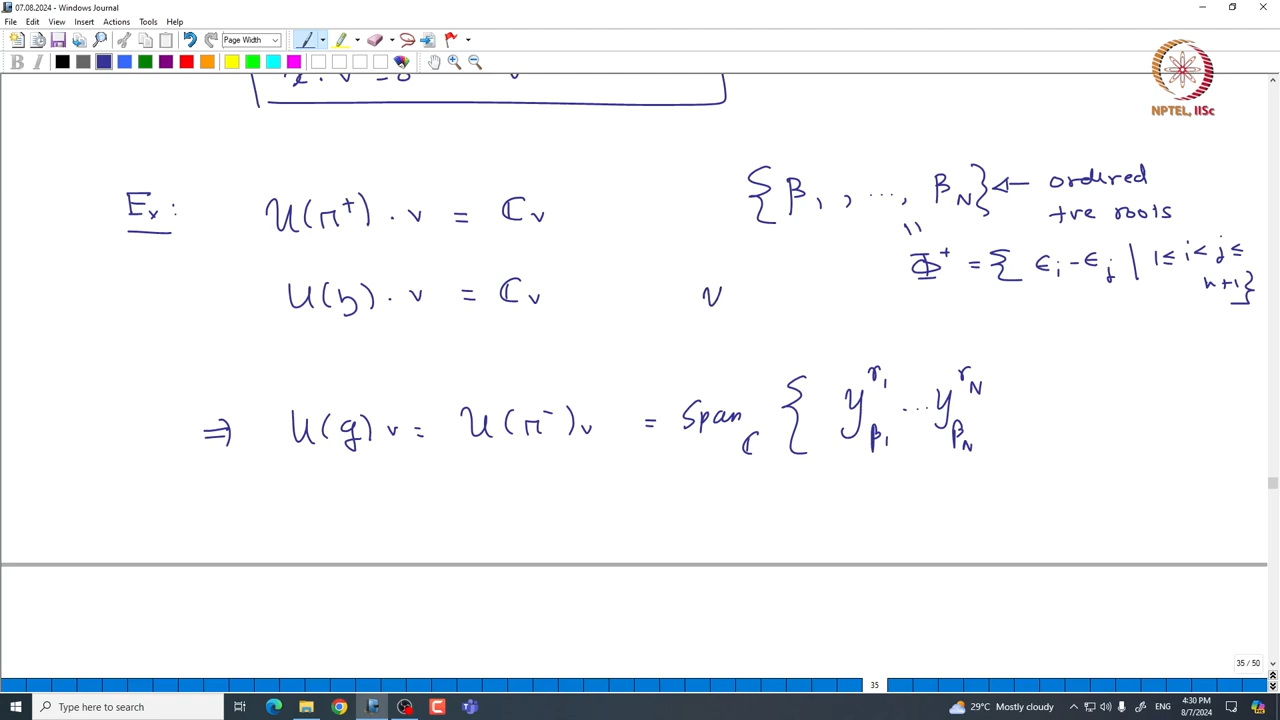 07.08.2024 - Windows Journal
File Edit View Insert Actions Tools Help
Page Width
B I
NPTEL, IISc
· v = 0 v
Ex: U(π⁺) · v = ℂv
{β₁, ..., β_N} ← ordered
+ve roots
"
Φ⁺ = { ϵ_i - ϵ_j | 1 ≤ i < j ≤
n+1}
U(h) · v = ℂv v
⇒ U(g)v = U(π⁻)v = Span_ℂ { y_{β₁}^{r₁} ... y_{β_N}^{r_N}
35 / 50
35
Type here to search
29°C Mostly cloudy
4:30 PM
8/7/2024